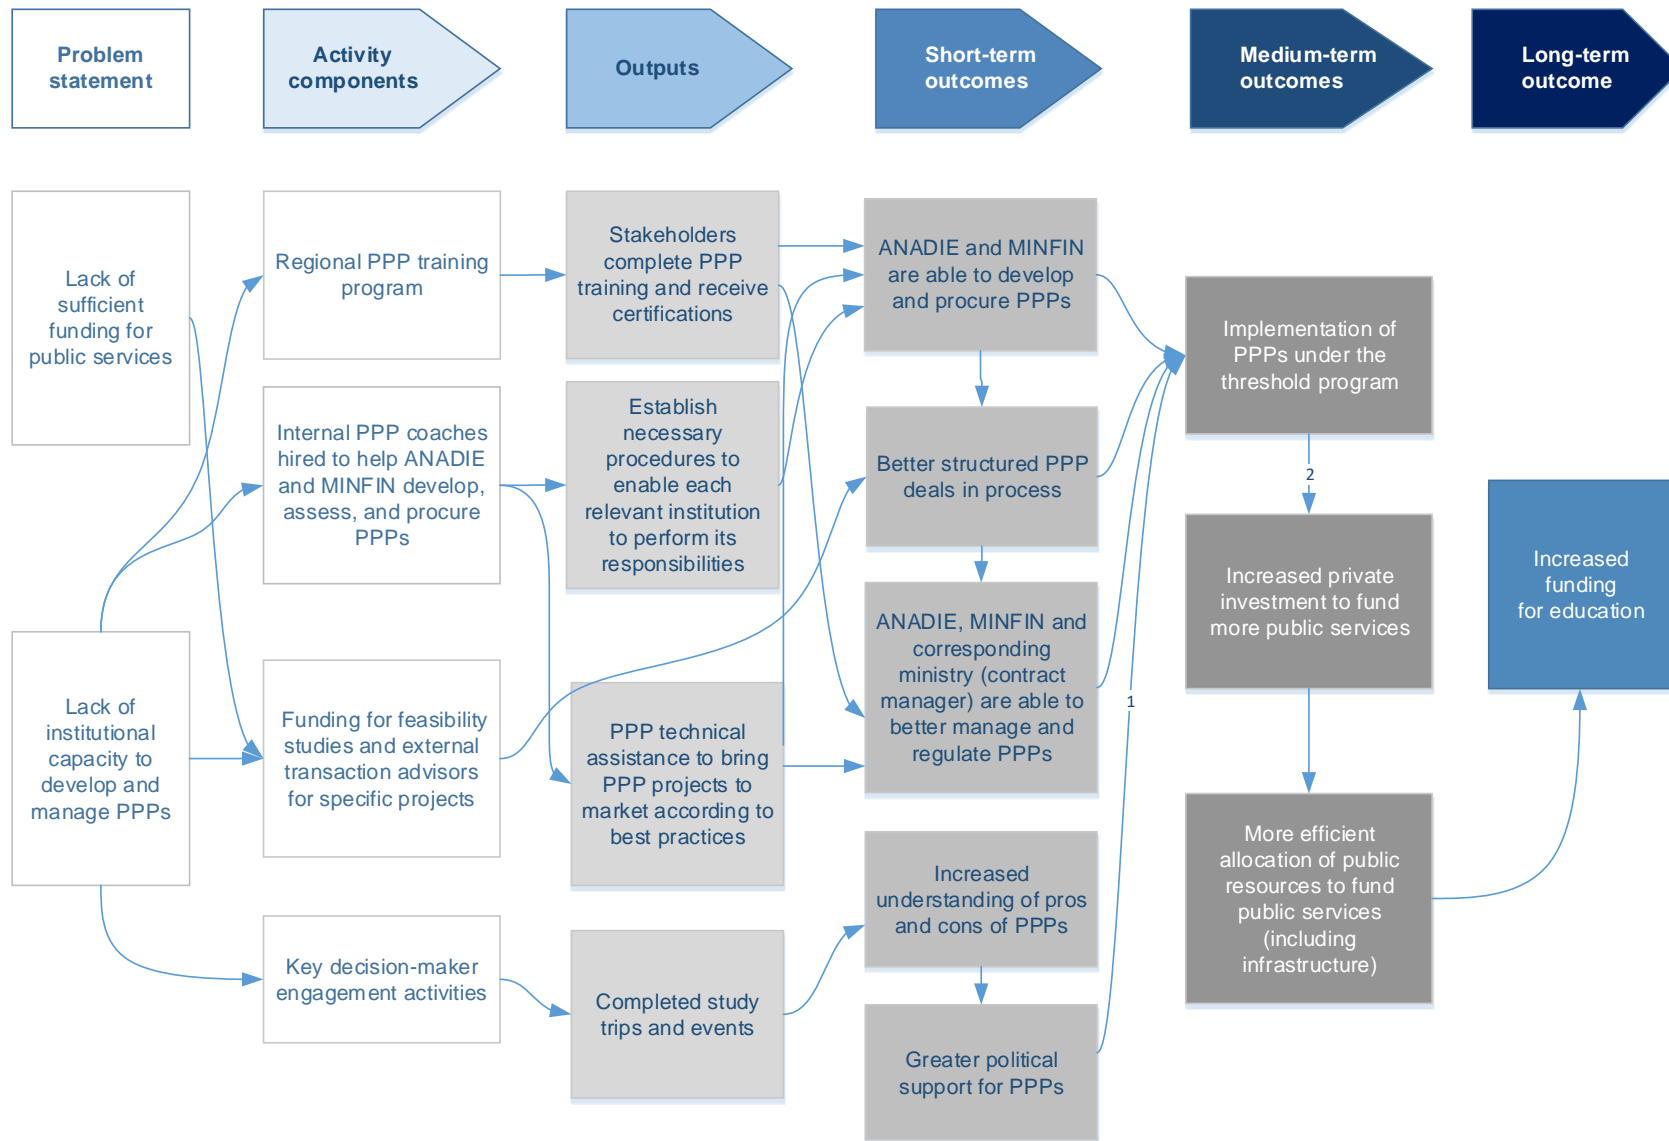 Problem
statement
Activity
components
Outputs
Short-term
outcomes
Medium-term
outcomes
Long-term
outcome
Lack of
sufficient
funding for
public services
Lack of
institutional
capacity to
develop and
manage PPPs
Regional PPP training
program
Internal PPP coaches
hired to help ANADIE
and MINFIN develop,
assess, and procure
PPPs
Funding for feasibility
studies and external
transaction advisors
for specific projects
Key decision-maker
engagement activities
Stakeholders
complete PPP
training and receive
certifications
Establish
necessary
procedures to
enable each
relevant institution
to perform its
responsibilities
PPP technical
assistance to bring
PPP projects to
market according to
best practices
Completed study
trips and events
ANADIE and MINFIN
are able to develop
and procure PPPs
Better structured PPP
deals in process
ANADIE, MINFIN and
corresponding
ministry (contract
manager) are able to
better manage and
regulate PPPs
Increased
understanding of pros
and cons of PPPs
Greater political
support for PPPs
1
Implementation of
PPPs under the
threshold program
2
Increased private
investment to fund
more public services
More efficient
allocation of public
resources to fund
public services
(including
infrastructure)
Increased
funding
for education